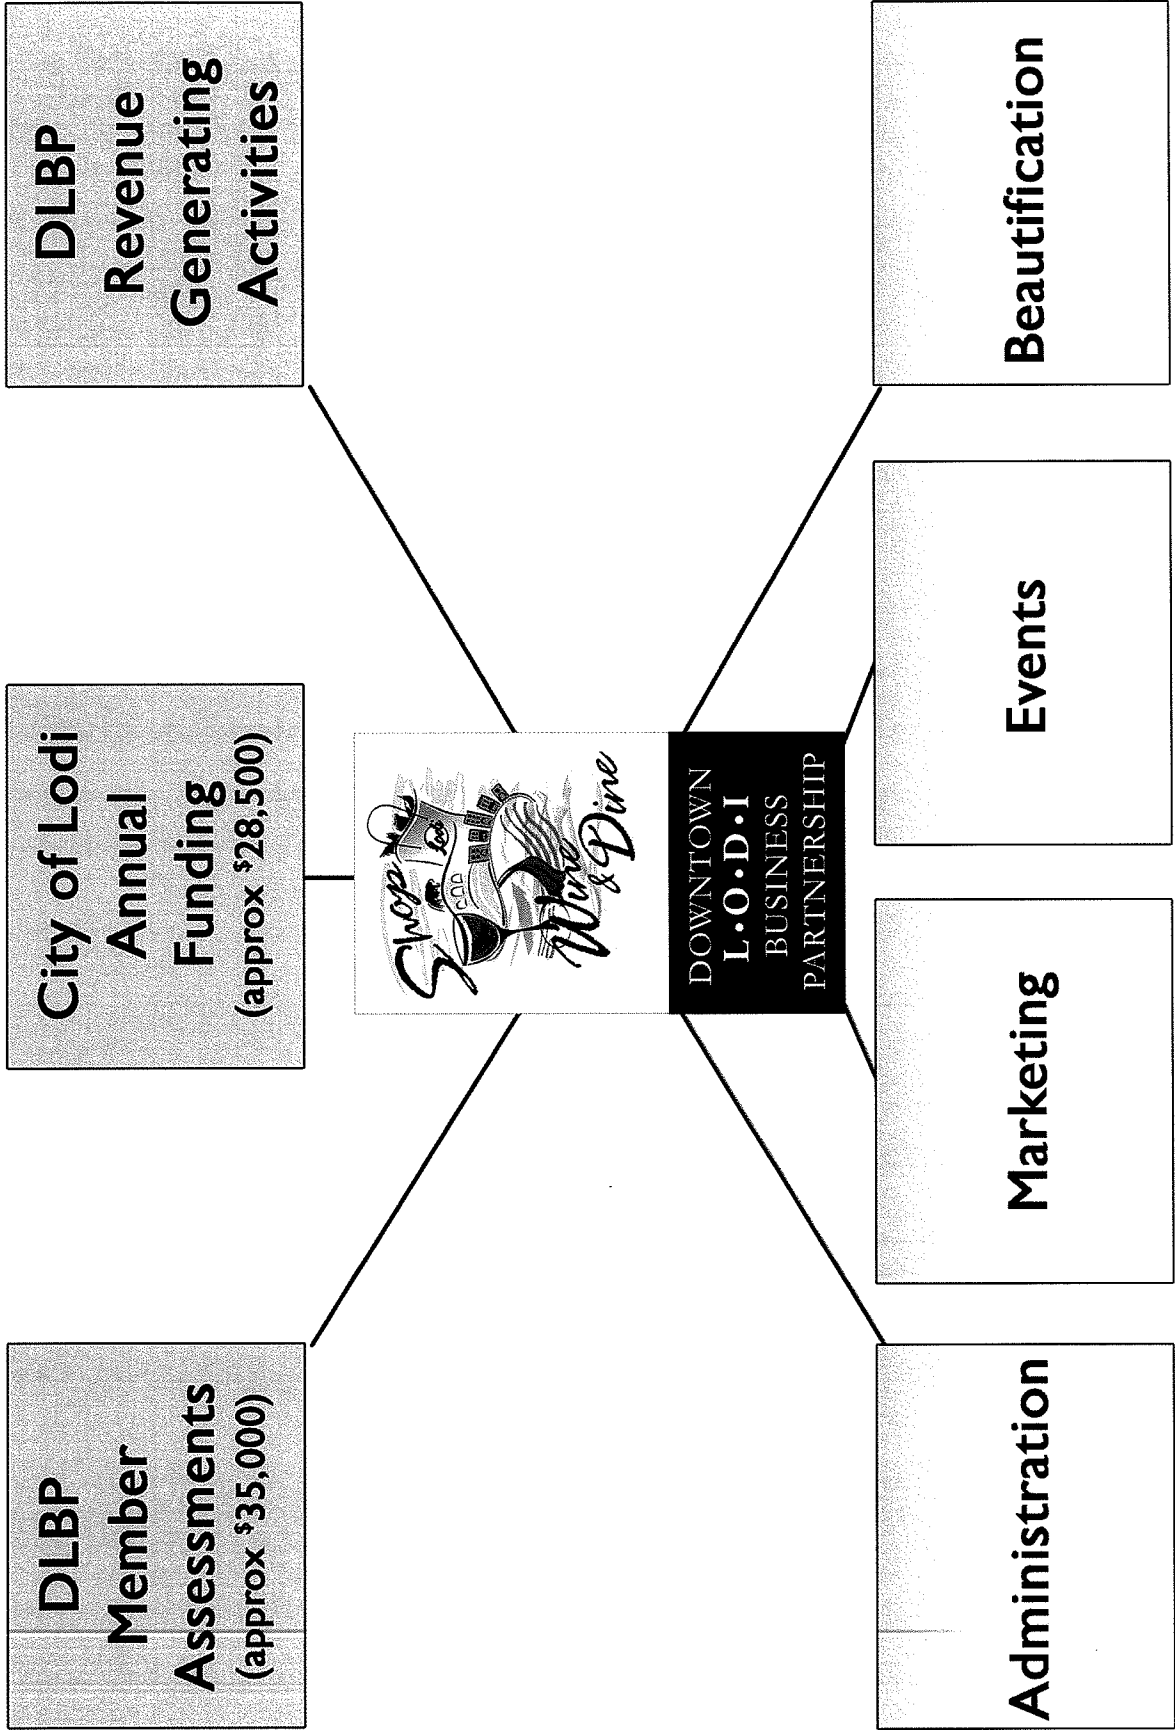 DLBP
Member
Assessments
(approx $35,000)
City of Lodi
Annual
Funding
(approx $28,500)
DLBP
Revenue
Generating
Activities
Shop
Lodi
Wine
& Dine
DOWNTOWN
L•O•D•I
BUSINESS
PARTNERSHIP
Administration
Marketing
Events
Beautification